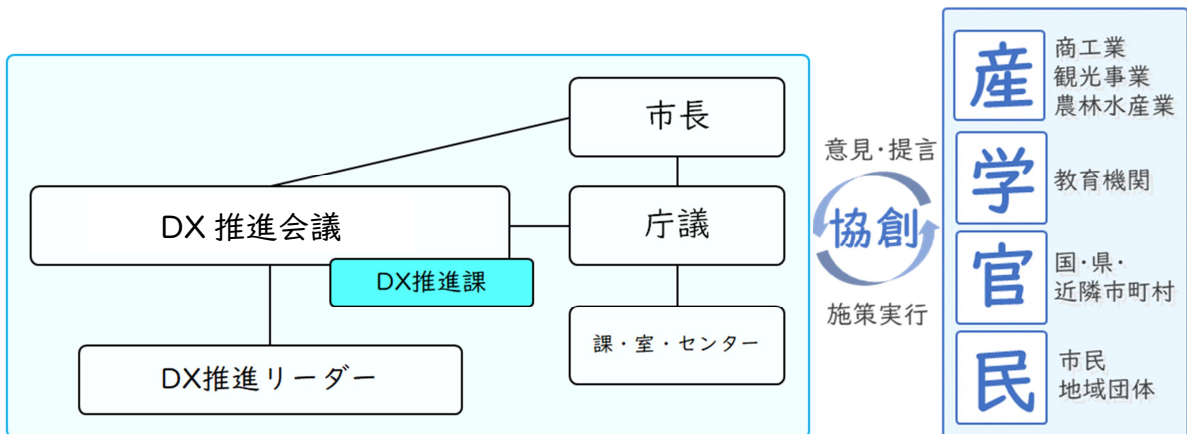 市長
DX 推進会議
庁議
DX推進課
課・室・センター
DX推進リーダー
意見・提言
協創
施策実行
産
商工業
観光事業
農林水産業
学
教育機関
官
国・県・
近隣市町村
民
市民
地域団体